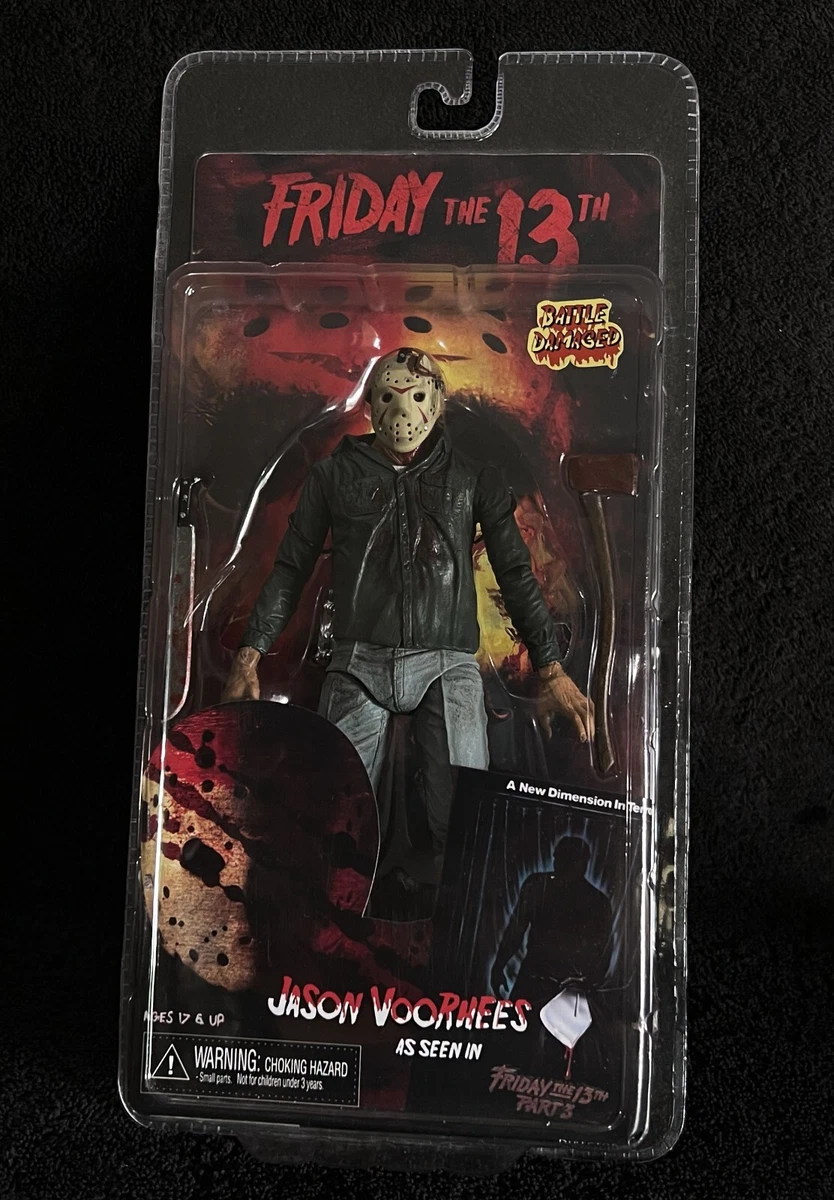 FRIDAY THE 13TH
BATTLE
DAMAGED
A New Dimension In Terr
JASON VOORHEES
AS SEEN IN
FRIDAY THE 13TH
PART 3
AGES 17 & UP
WARNING: CHOKING HAZARD
- Small parts. Not for children under 3 years.